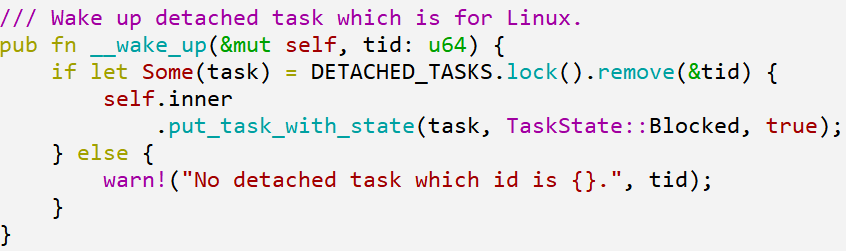 /// Wake up detached task which is for Linux.
pub fn __wake_up(&mut self, tid: u64) {
    if let Some(task) = DETACHED_TASKS.lock().remove(&tid) {
        self.inner
            .put_task_with_state(task, TaskState::Blocked, true);
    } else {
        warn!("No detached task which id is {}.", tid);
    }
}